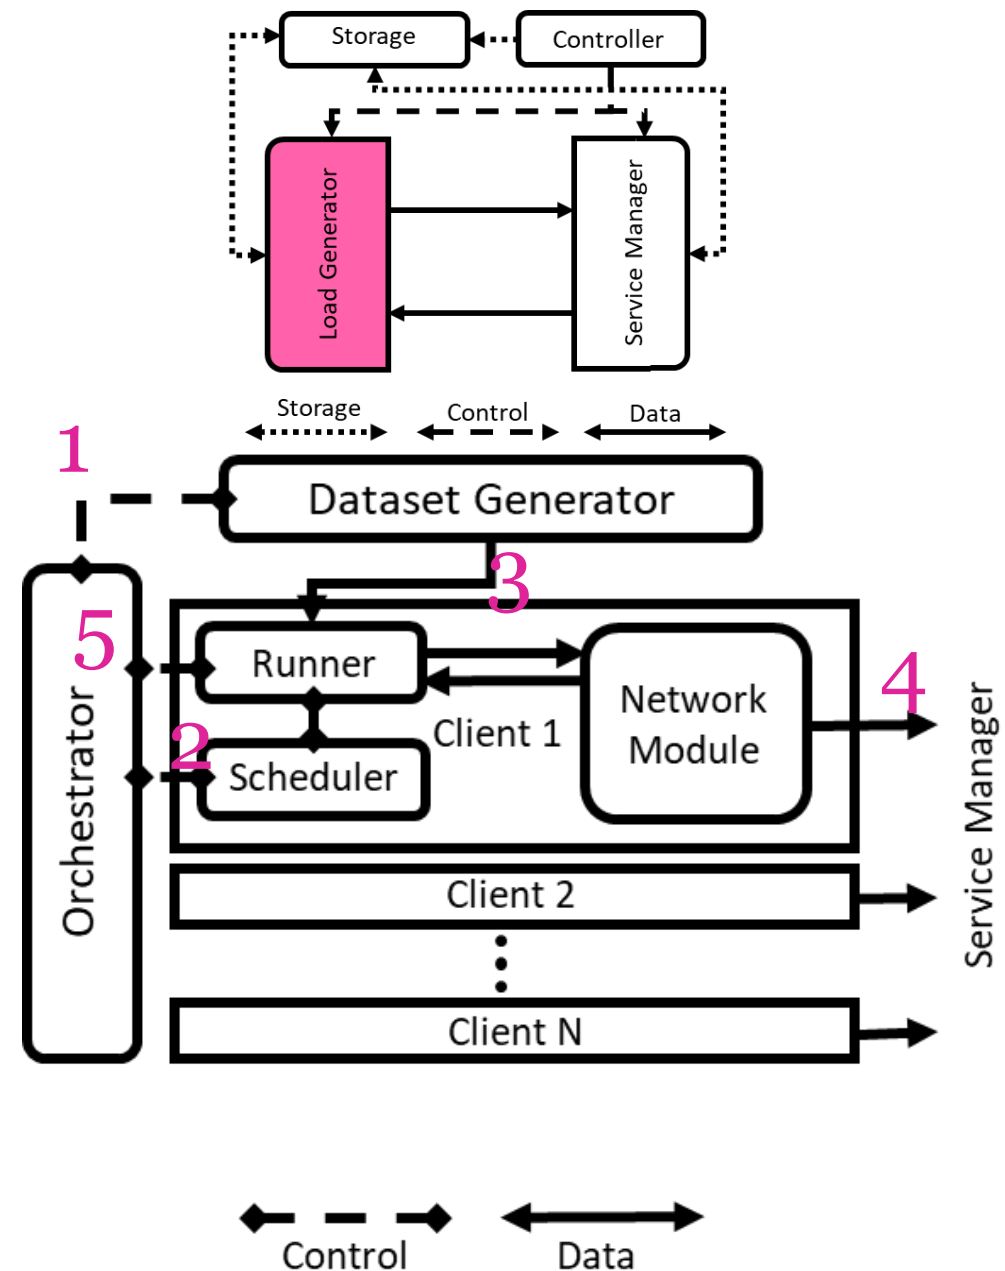 Storage
Controller
Load Generator
Service Manager
Storage
Control
Data
1
Dataset Generator
3
5
Runner
Network
Module
4
Client 1
2
Scheduler
Orchestrator
Service Manager
Client 2
Client N
Control
Data